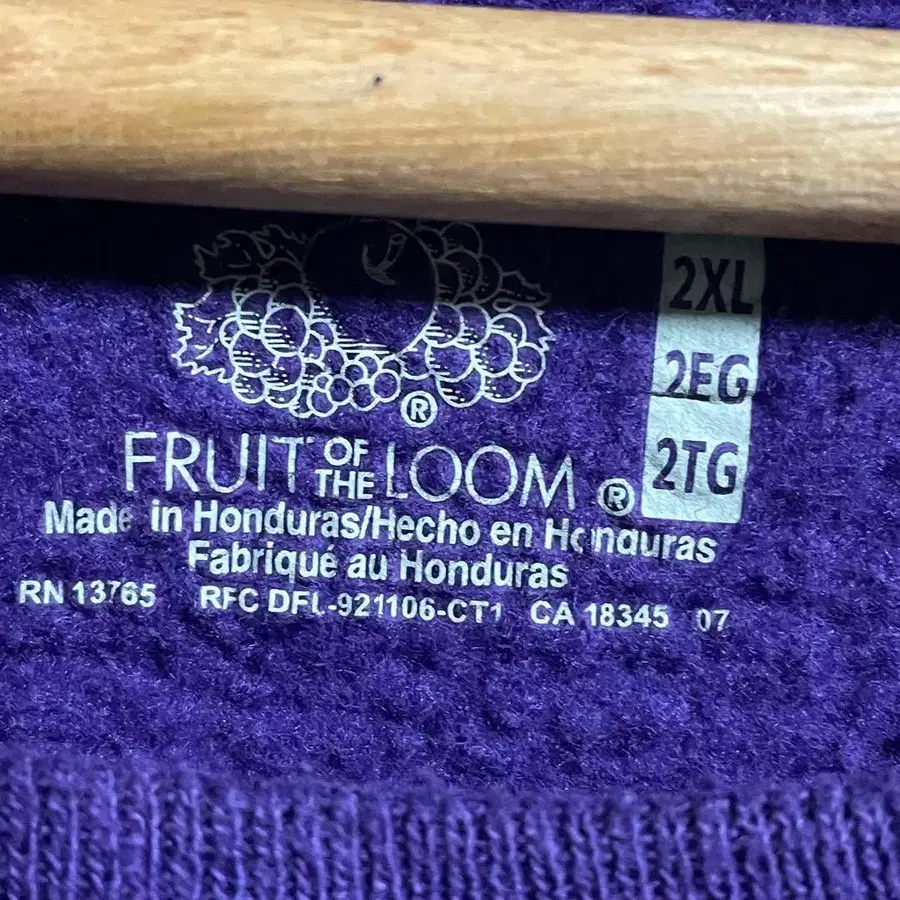 2XL
2EG
2TG
®
FRUIT OF THE LOOM ®
Made in Honduras/Hecho en Honduras
Fabriqué au Honduras
RN 13765 RFC DFL-921106-CT1 CA 18345 07